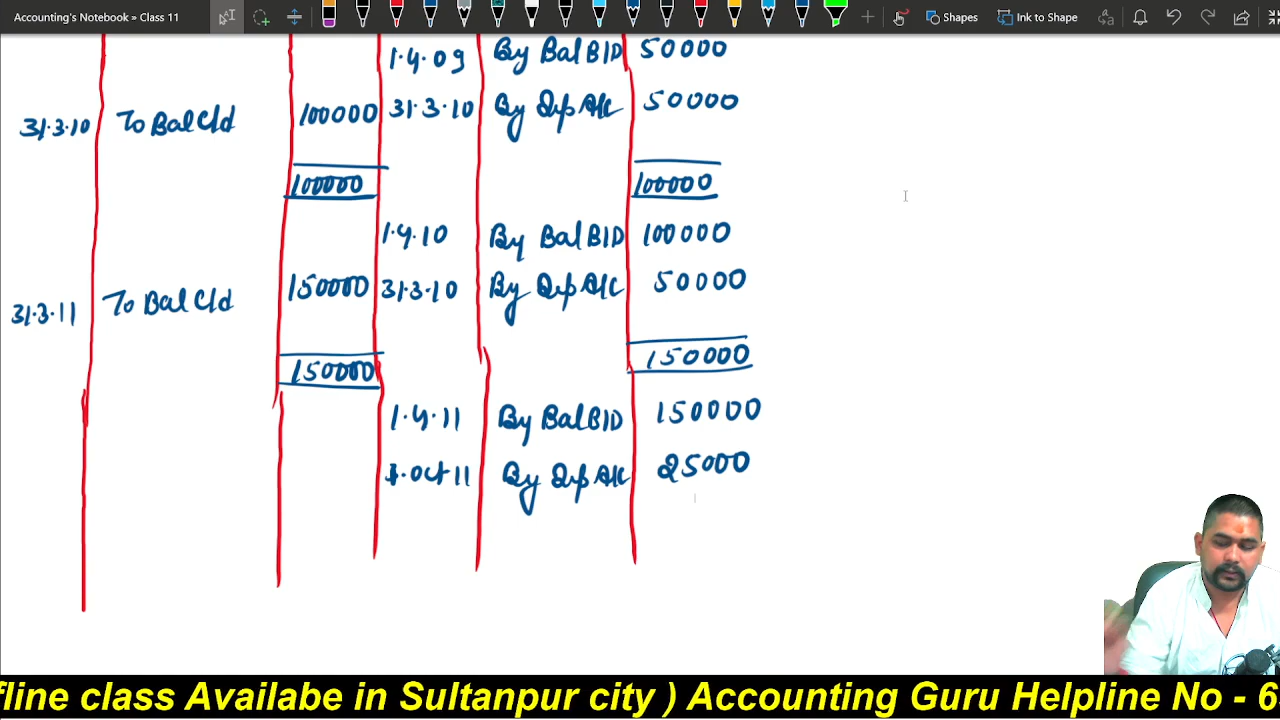 Accounting's Notebook » Class 11 Shapes Ink to Shape
1.4.09 By Bal B/D 50000
31.3.10 To Bal C/d 100000 31.3.10 By Dep A/C 50000
100000 100000
1.4.10 By Bal B/D 100000
31.3.11 To Bal C/d 150000 31.3.10 By Dep A/C 50000
150000 150000
1.4.11 By Bal B/D 150000
1.Oct 11 By Dep A/C 25000
fline class Availabe in Sultanpur city ) Accounting Guru Helpline No - 6